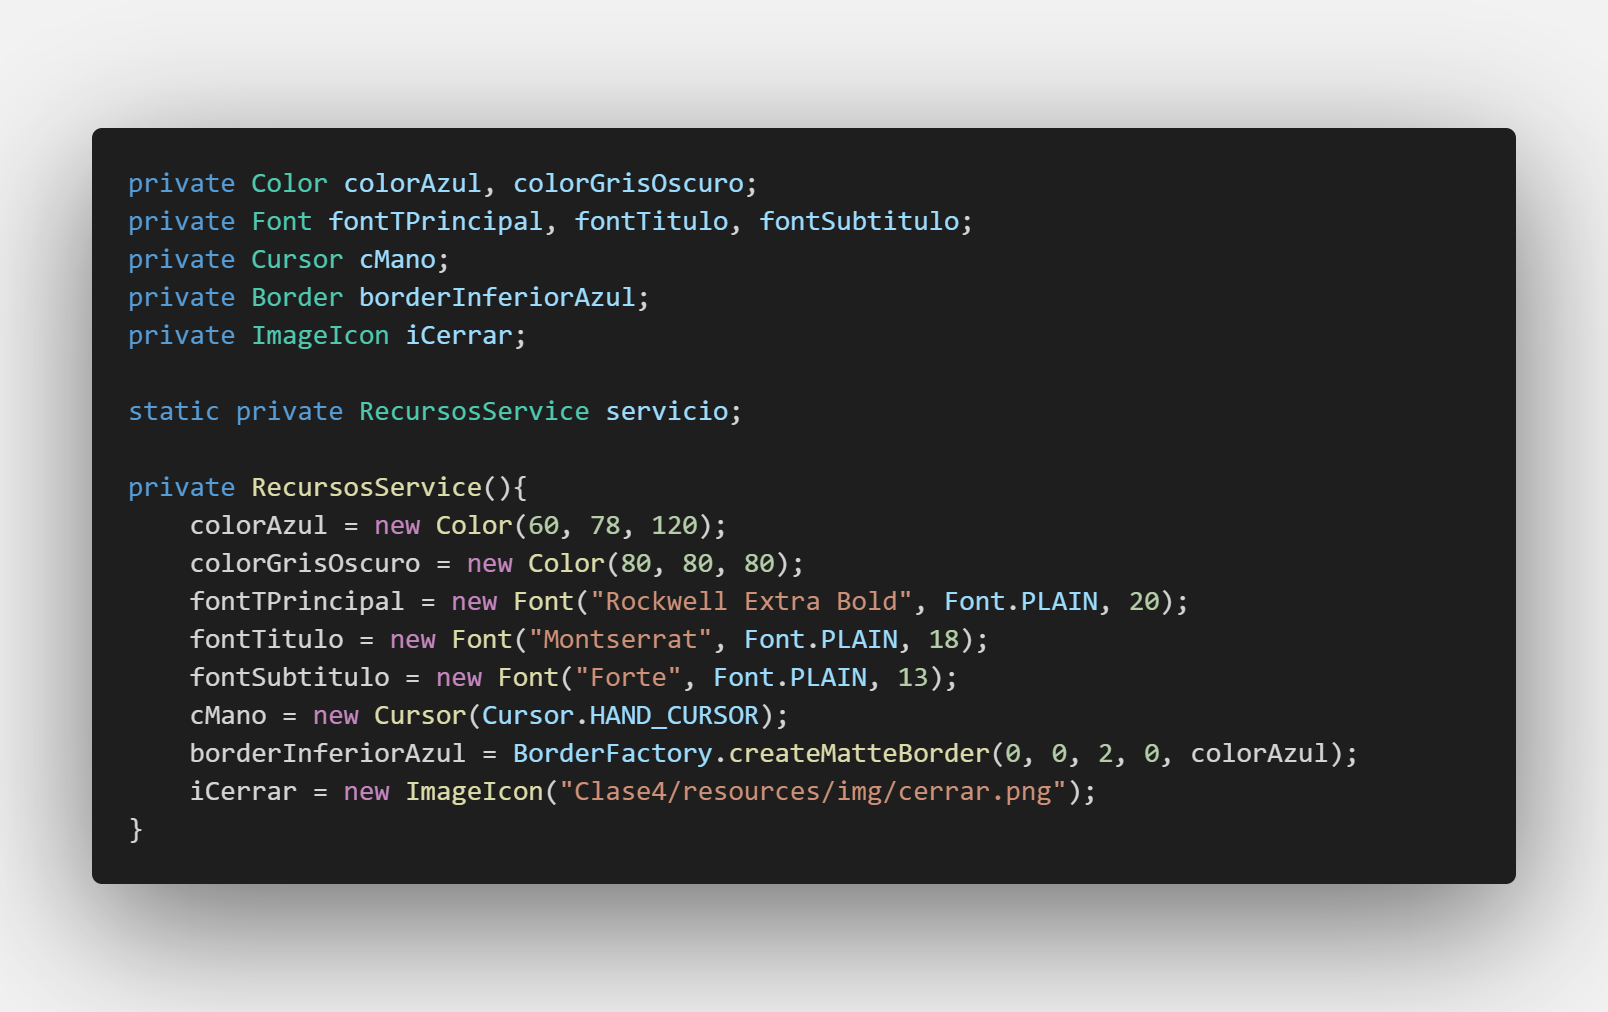 private Color colorAzul, colorGrisOscuro;
private Font fontTPrincipal, fontTitulo, fontSubtitulo;
private Cursor cMano;
private Border borderInferiorAzul;
private ImageIcon iCerrar;

static private RecursosService servicio;

private RecursosService(){
    colorAzul = new Color(60, 78, 120);
    colorGrisOscuro = new Color(80, 80, 80);
    fontTPrincipal = new Font("Rockwell Extra Bold", Font.PLAIN, 20);
    fontTitulo = new Font("Montserrat", Font.PLAIN, 18);
    fontSubtitulo = new Font("Forte", Font.PLAIN, 13);
    cMano = new Cursor(Cursor.HAND_CURSOR);
    borderInferiorAzul = BorderFactory.createMatteBorder(0, 0, 2, 0, colorAzul);
    iCerrar = new ImageIcon("Clase4/resources/img/cerrar.png");
}